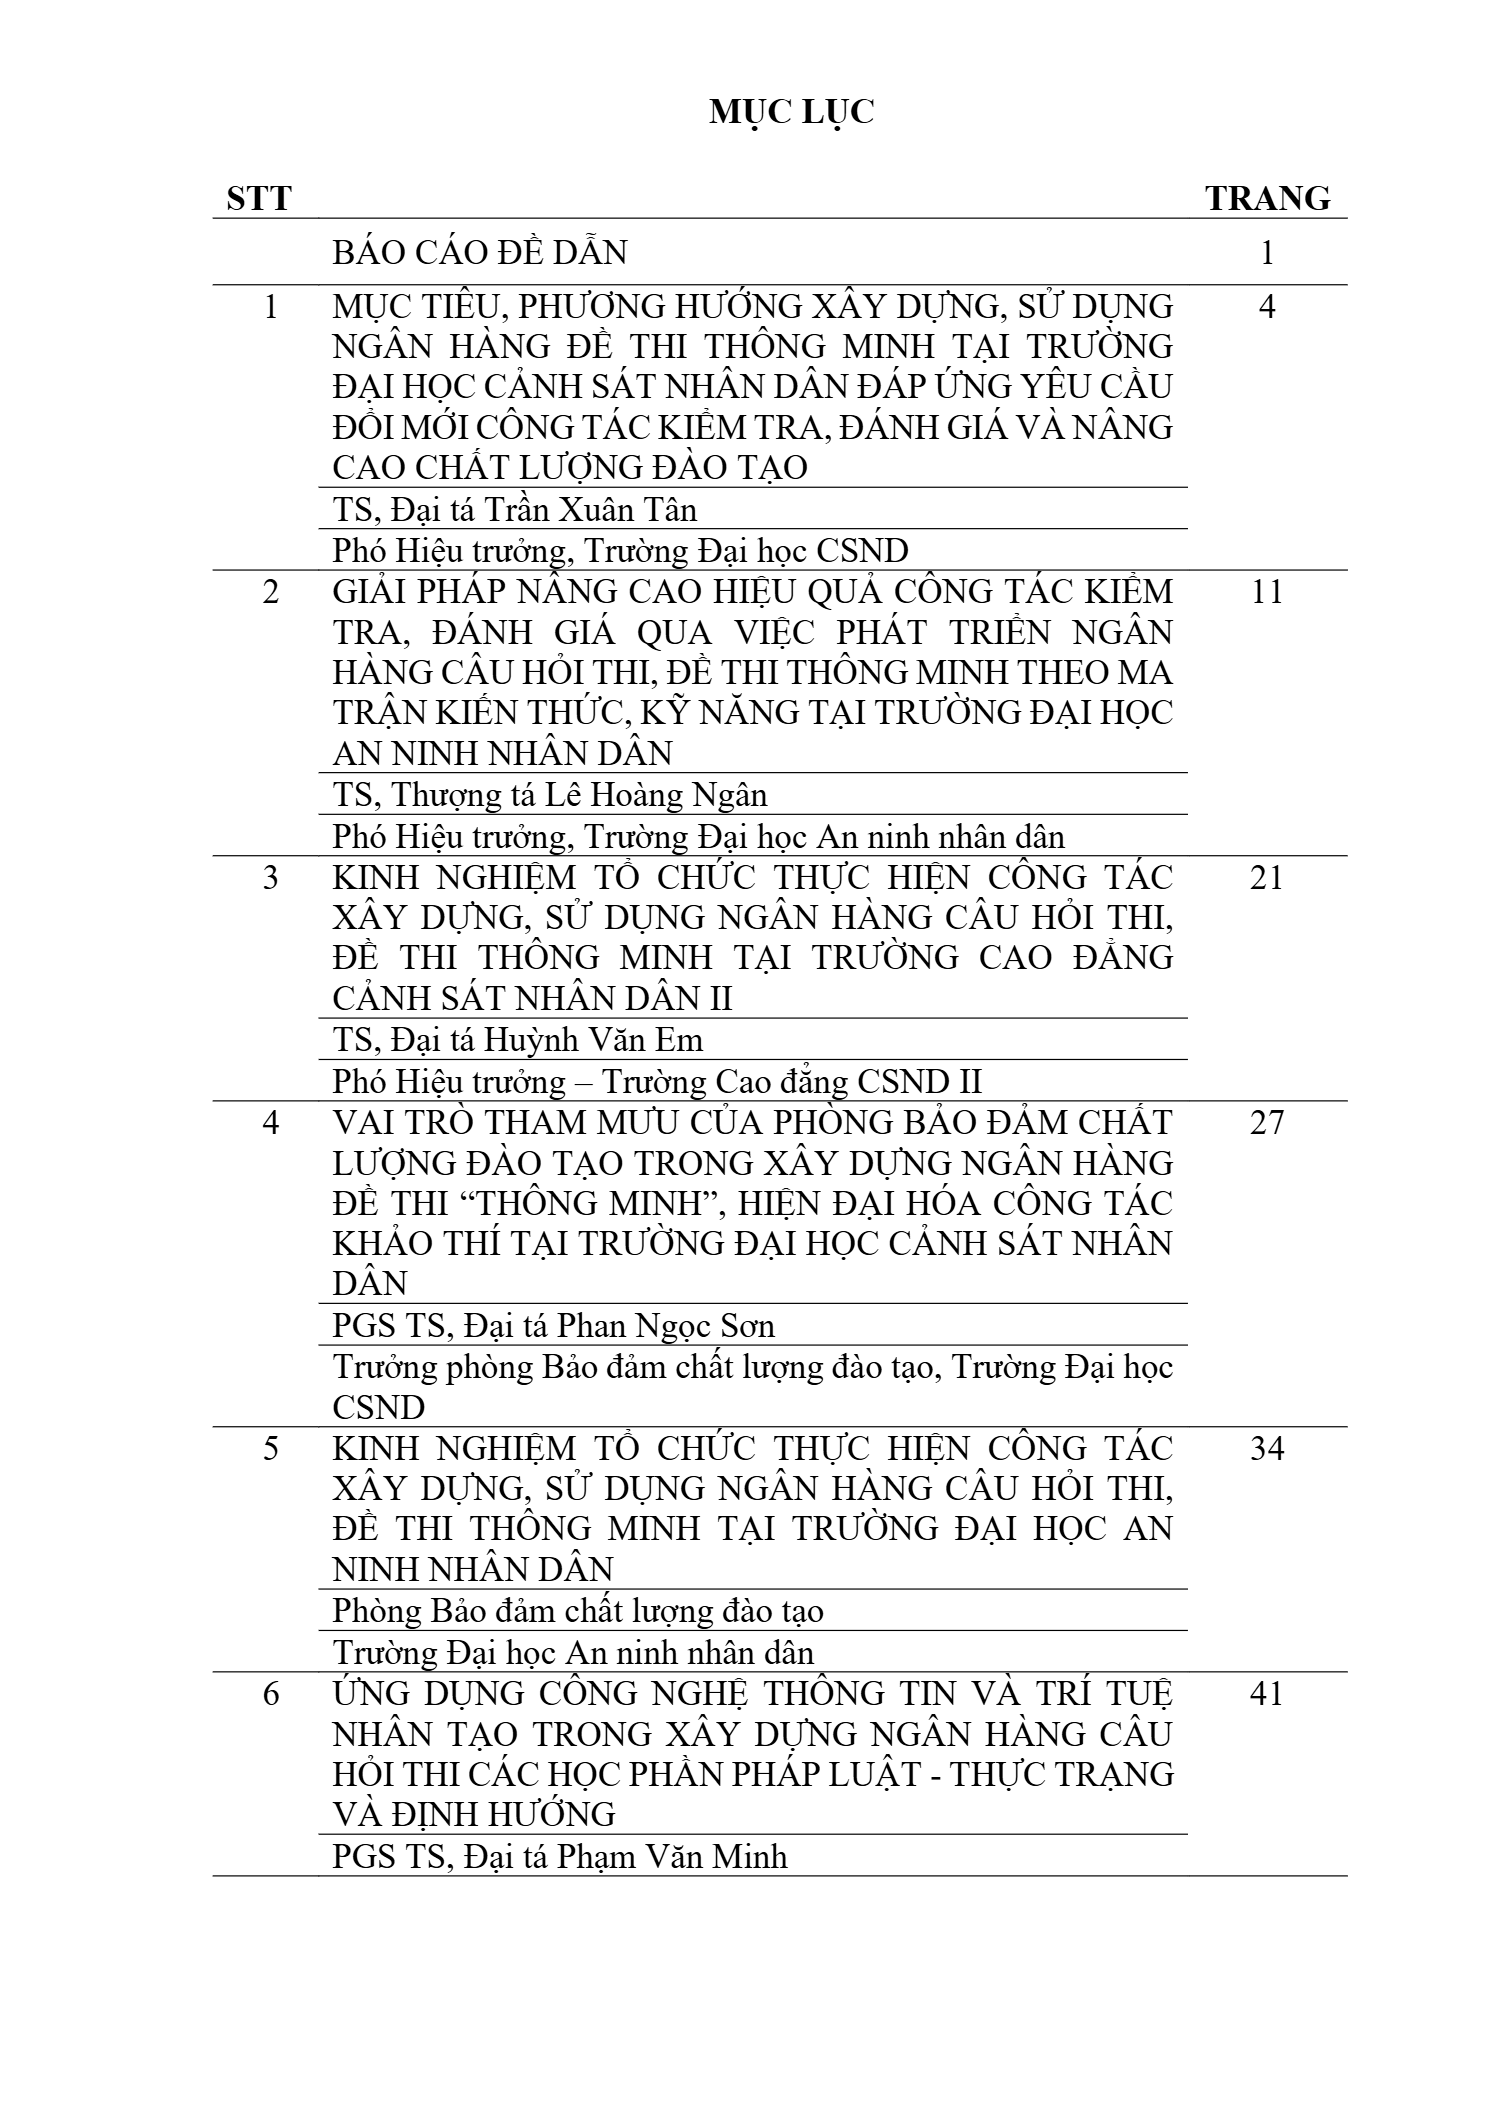 MỤC LỤC
STT TRANG
BÁO CÁO ĐỀ DẪN 1
1 MỤC TIÊU, PHƯƠNG HƯỚNG XÂY DỰNG, SỬ DỤNG 4
NGÂN HÀNG ĐỀ THI THÔNG MINH TẠI TRƯỜNG
ĐẠI HỌC CẢNH SÁT NHÂN DÂN ĐÁP ỨNG YÊU CẦU
ĐỔI MỚI CÔNG TÁC KIỂM TRA, ĐÁNH GIÁ VÀ NÂNG
CAO CHẤT LƯỢNG ĐÀO TẠO
TS, Đại tá Trần Xuân Tân
Phó Hiệu trưởng, Trường Đại học CSND
2 GIẢI PHÁP NÂNG CAO HIỆU QUẢ CÔNG TÁC KIỂM 11
TRA, ĐÁNH GIÁ QUA VIỆC PHÁT TRIỂN NGÂN
HÀNG CÂU HỎI THI, ĐỀ THI THÔNG MINH THEO MA
TRẬN KIẾN THỨC, KỸ NĂNG TẠI TRƯỜNG ĐẠI HỌC
AN NINH NHÂN DÂN
TS, Thượng tá Lê Hoàng Ngân
Phó Hiệu trưởng, Trường Đại học An ninh nhân dân
3 KINH NGHIỆM TỔ CHỨC THỰC HIỆN CÔNG TÁC 21
XÂY DỰNG, SỬ DỤNG NGÂN HÀNG CÂU HỎI THI,
ĐỀ THI THÔNG MINH TẠI TRƯỜNG CAO ĐẲNG
CẢNH SÁT NHÂN DÂN II
TS, Đại tá Huỳnh Văn Em
Phó Hiệu trưởng – Trường Cao đẳng CSND II
4 VAI TRÒ THAM MƯU CỦA PHÒNG BẢO ĐẢM CHẤT 27
LƯỢNG ĐÀO TẠO TRONG XÂY DỰNG NGÂN HÀNG
ĐỀ THI “THÔNG MINH”, HIỆN ĐẠI HÓA CÔNG TÁC
KHẢO THÍ TẠI TRƯỜNG ĐẠI HỌC CẢNH SÁT NHÂN
DÂN
PGS TS, Đại tá Phan Ngọc Sơn
Trưởng phòng Bảo đảm chất lượng đào tạo, Trường Đại học
CSND
5 KINH NGHIỆM TỔ CHỨC THỰC HIỆN CÔNG TÁC 34
XÂY DỰNG, SỬ DỤNG NGÂN HÀNG CÂU HỎI THI,
ĐỀ THI THÔNG MINH TẠI TRƯỜNG ĐẠI HỌC AN
NINH NHÂN DÂN
Phòng Bảo đảm chất lượng đào tạo
Trường Đại học An ninh nhân dân
6 ỨNG DỤNG CÔNG NGHỆ THÔNG TIN VÀ TRÍ TUỆ 41
NHÂN TẠO TRONG XÂY DỰNG NGÂN HÀNG CÂU
HỎI THI CÁC HỌC PHẦN PHÁP LUẬT - THỰC TRẠNG
VÀ ĐỊNH HƯỚNG
PGS TS, Đại tá Phạm Văn Minh